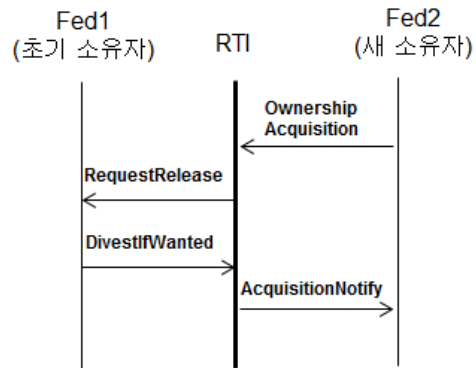 Fed1
(초기 소유자)
RTI
Fed2
(새 소유자)
Ownership
Acquisition
RequestRelease
DivestIfWanted
AcquisitionNotify